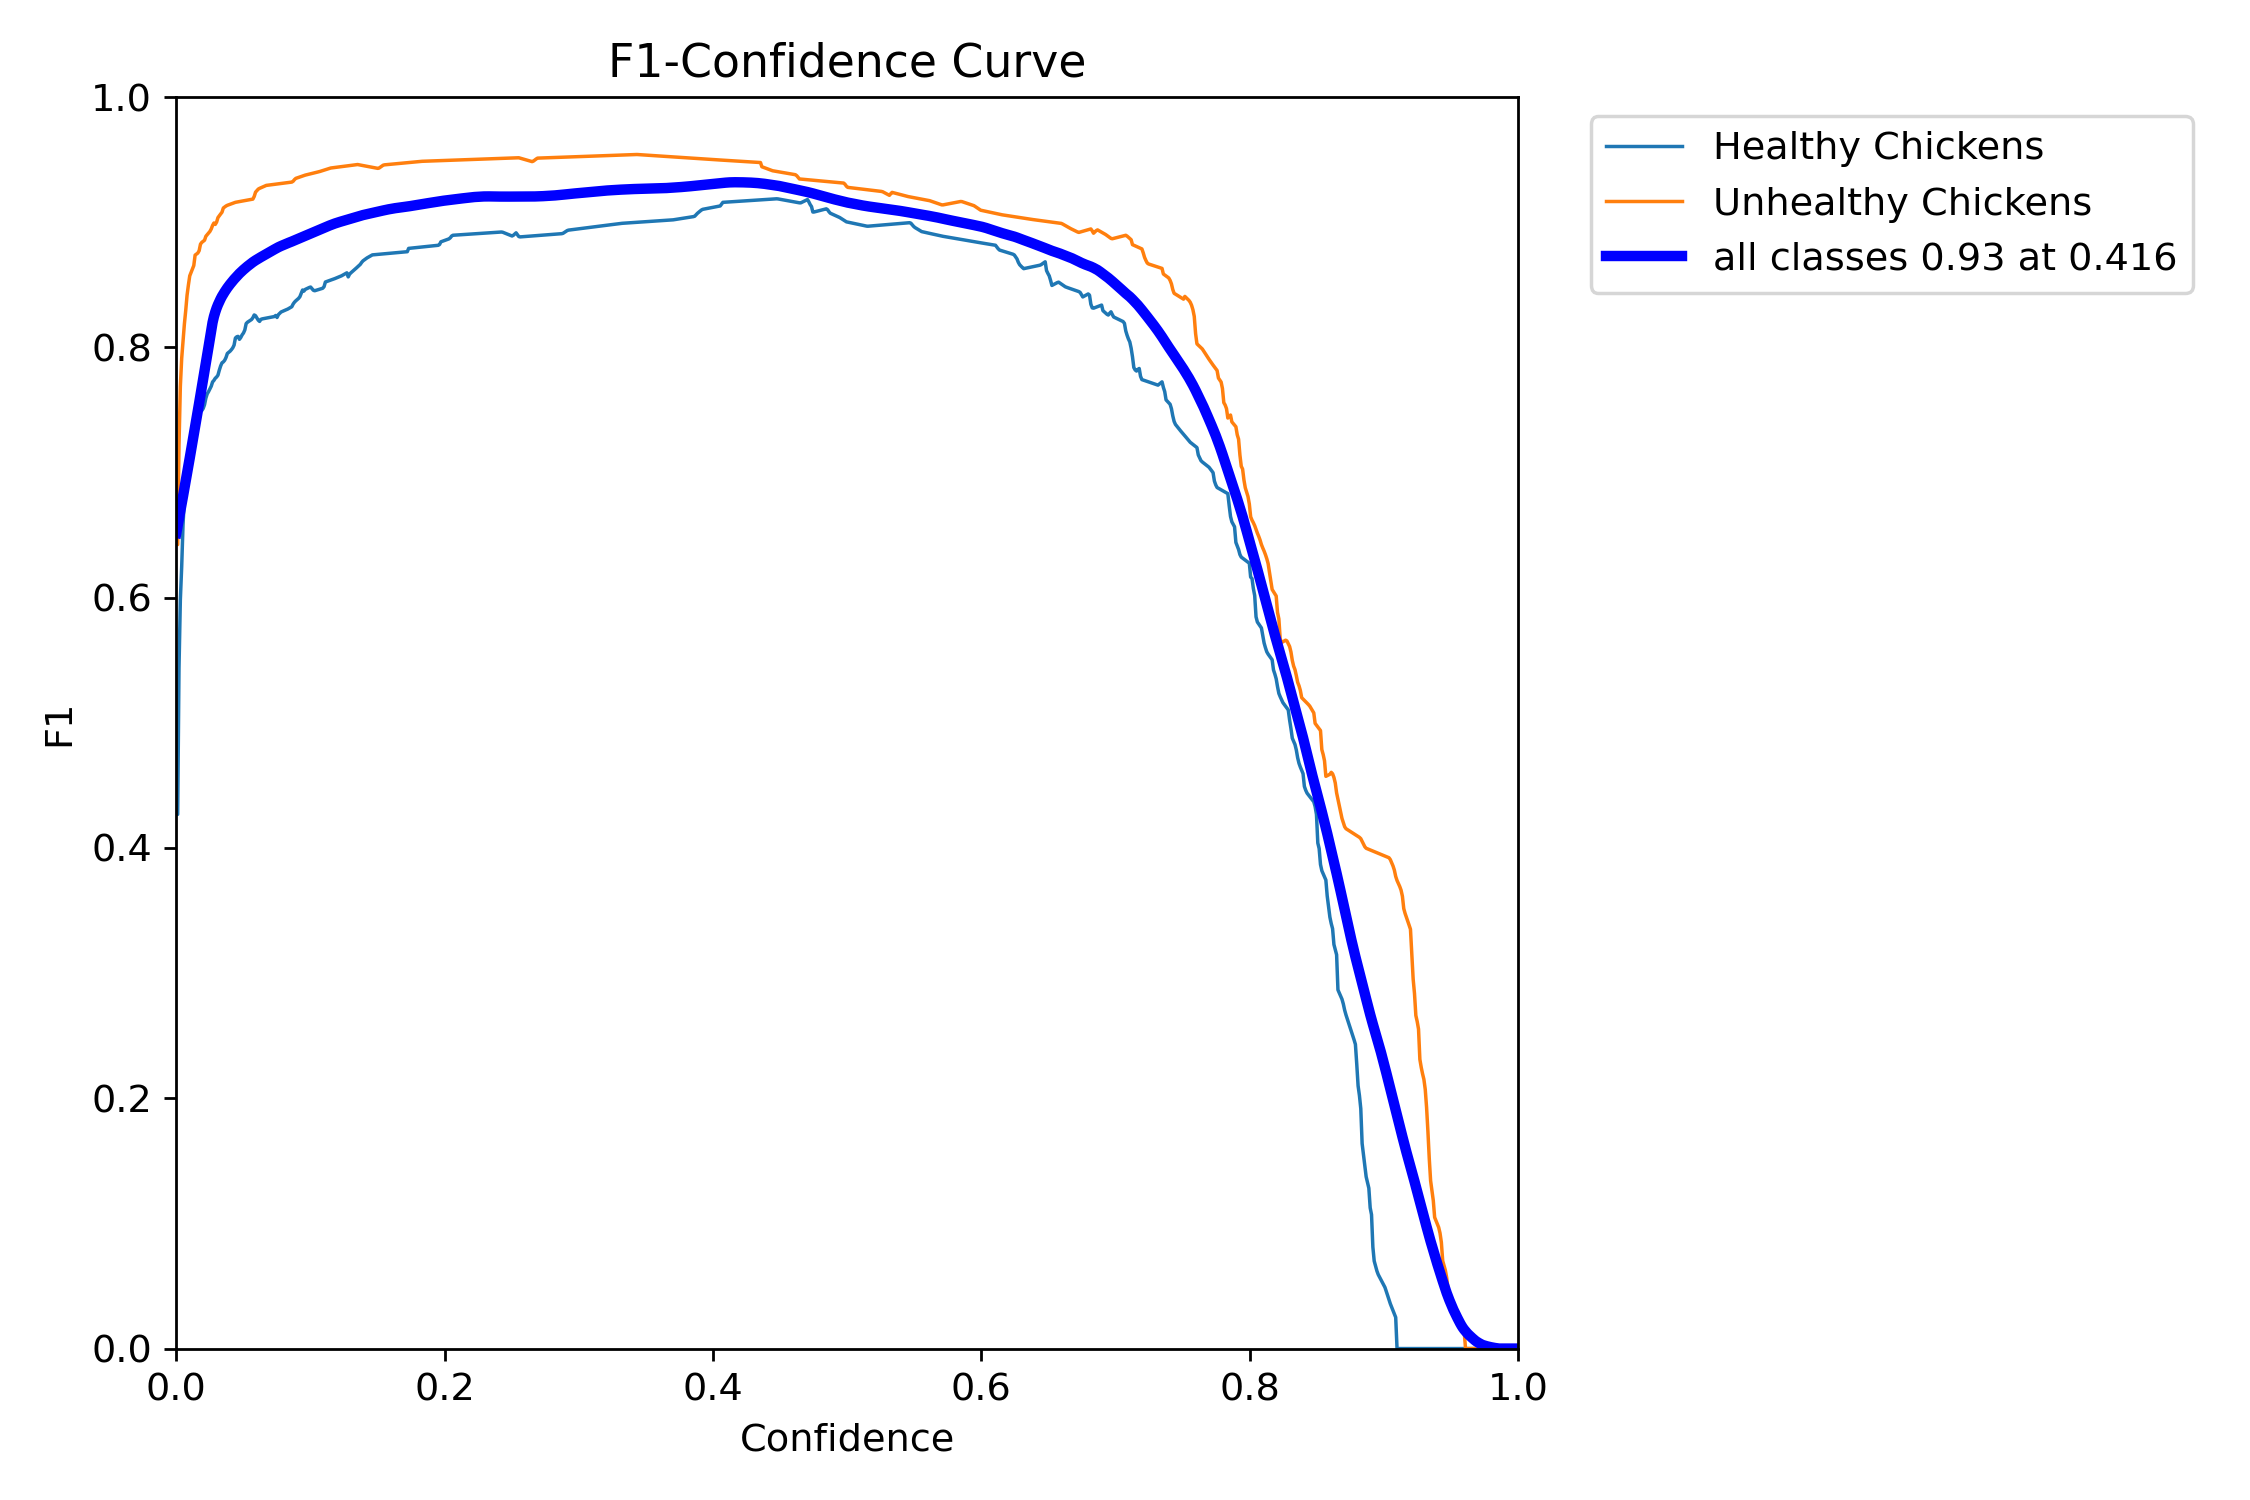 F1-Confidence Curve
1.0
0.8
0.6
0.4
0.2
0.0
F1
0.0 0.2 0.4 0.6 0.8 1.0
Confidence
Healthy Chickens
Unhealthy Chickens
all classes 0.93 at 0.416